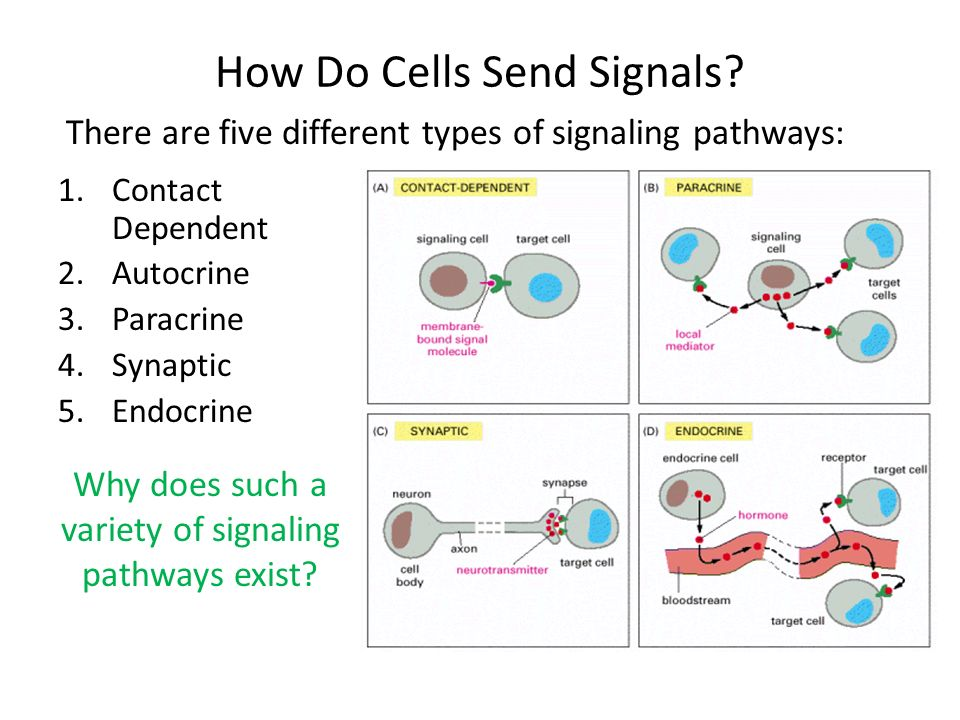 How Do Cells Send Signals?
There are five different types of signaling pathways:
1. Contact
Dependent
2. Autocrine
3. Paracrine
4. Synaptic
5. Endocrine
Why does such a
variety of signaling
pathways exist?
(A) CONTACT-DEPENDENT
signaling cell target cell
membrane-
bound signal
molecule
(B) PARACRINE
signaling
cell
target
cells
local
mediator
(C) SYNAPTIC
neuron
synapse
axon
cell
body
neurotransmitter
target cell
(D) ENDOCRINE
endocrine cell
receptor
target cell
hormone
bloodstream
target cell